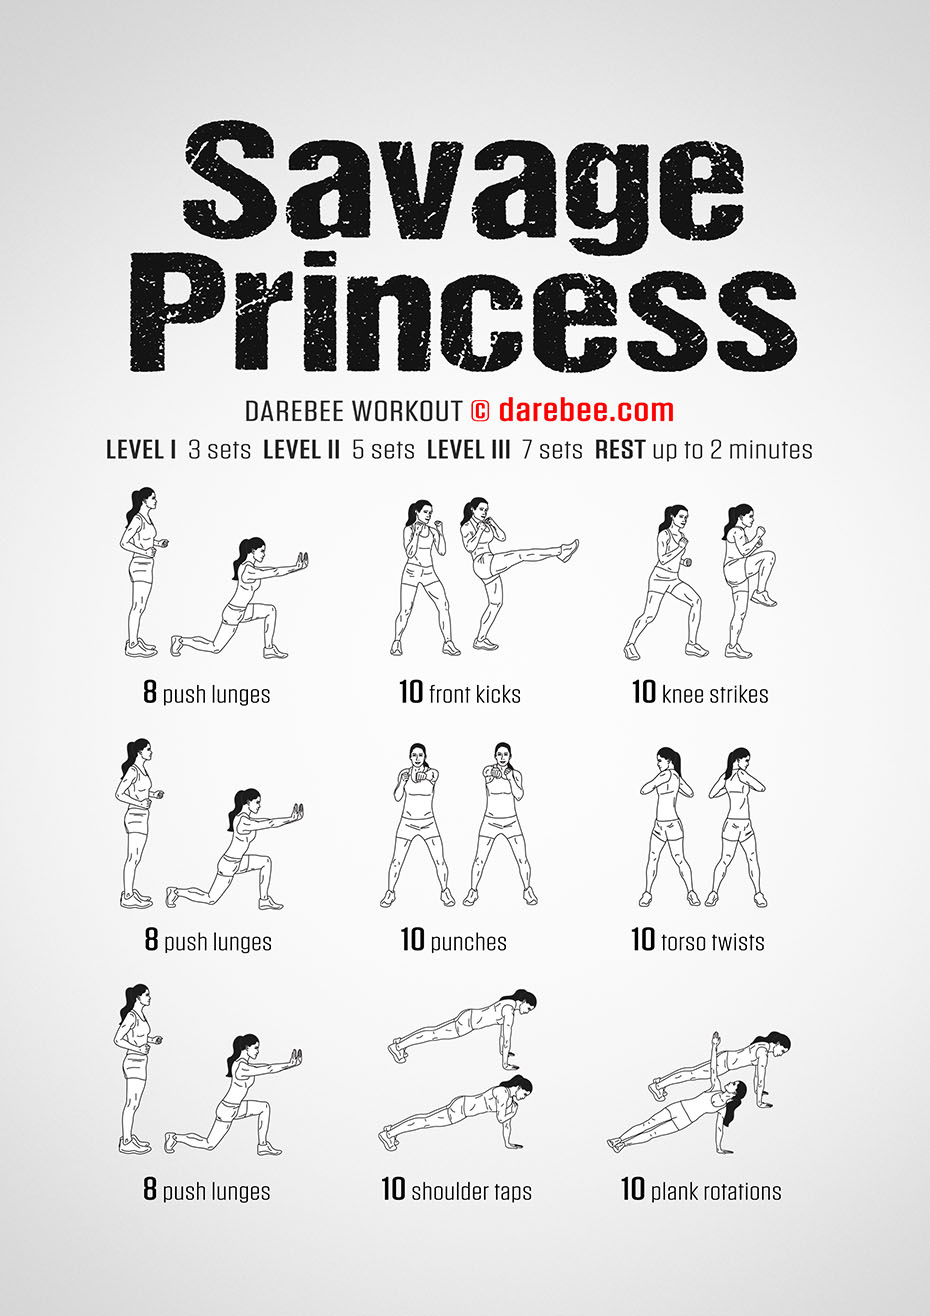 Savage
Princess
DAREBEE WORKOUT © darebee.com
LEVEL I 3 sets LEVEL II 5 sets LEVEL III 7 sets REST up to 2 minutes
8 push lunges
10 front kicks
10 knee strikes
8 push lunges
10 punches
10 torso twists
8 push lunges
10 shoulder taps
10 plank rotations